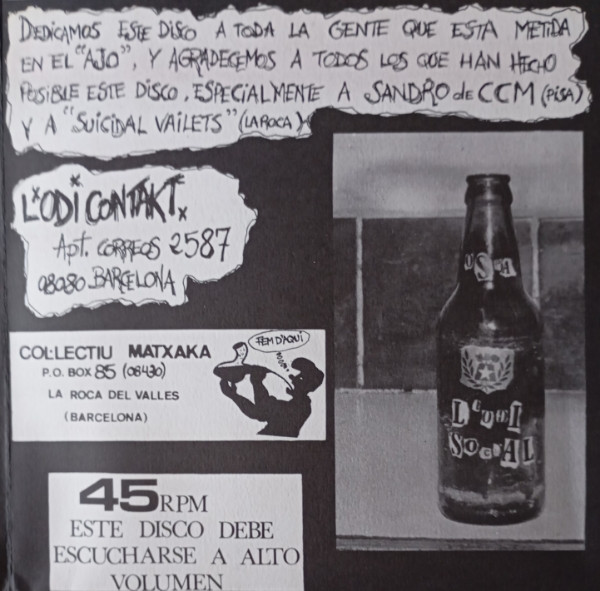 DEDICAMOS ESTE DISCO A TODA LA GENTE QUE ESTA METIDA
EN EL "AJO", Y AGRADECEMOS A TODOS LOS QUE HAN HECHO
POSIBLE ESTE DISCO, ESPECIALMENTE A SANDRO de CCM (PISA)
Y A "SUICIDAL VAILETS" (LA ROCA)
L'ODI CONTAKT.
Apt. CORREOS 2587
08080 BARCELONA
COL·LECTIU MATXAKA
P.O. BOX 85 (08430)
LA ROCA DEL VALLES
(BARCELONA)
FEM D'AQUI
L'ODI
SOCIAL
45 RPM
ESTE DISCO DEBE
ESCUCHARSE A ALTO
VOLUMEN